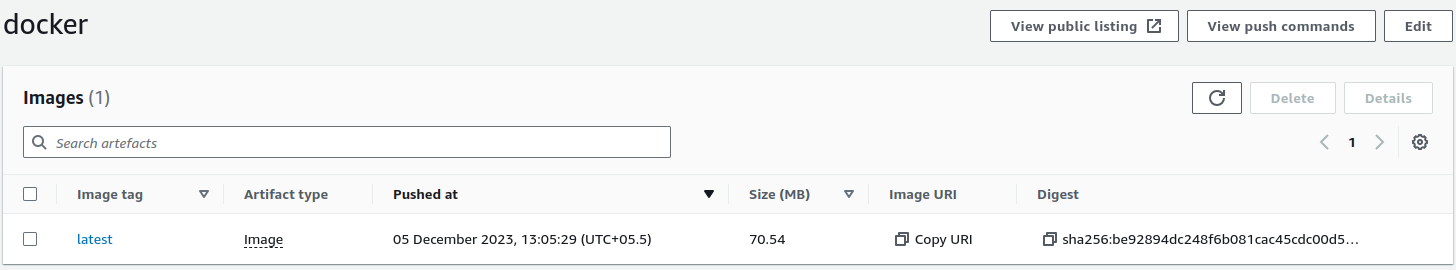 docker
View public listing
View push commands
Edit
Images (1)
Delete
Details
Search artefacts
1
Image tag Artifact type Pushed at Size (MB) Image URI Digest
latest Image 05 December 2023, 13:05:29 (UTC+05.5) 70.54 Copy URI sha256:be92894dc248f6b081cac45cdc00d5...